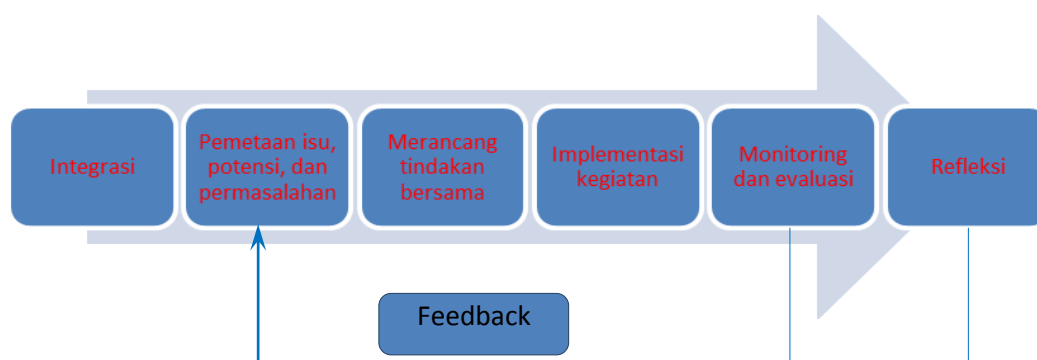 Integrasi
Pemetaan isu,
potensi, dan
permasalahan
Merancang
tindakan
bersama
Implementasi
kegiatan
Monitoring
dan evaluasi
Refleksi
Feedback